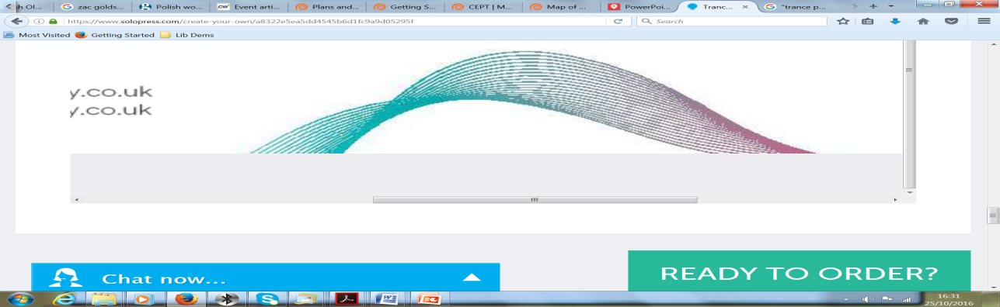 h Ol...
zac golds...
Polish wo...
Event arti...
Plans and...
Getting S...
CEPT | M...
Map of ...
PowerPoi...
Tranc...
"trance p...
https://www.solopress.com/create-your-own/a8322e5ea5dd4545b6d1fc9a9d05295f
Search
Most Visited
Getting Started
Lib Dems
y.co.uk
y.co.uk
Chat now...
READY TO ORDER?
16:31
25/10/2016